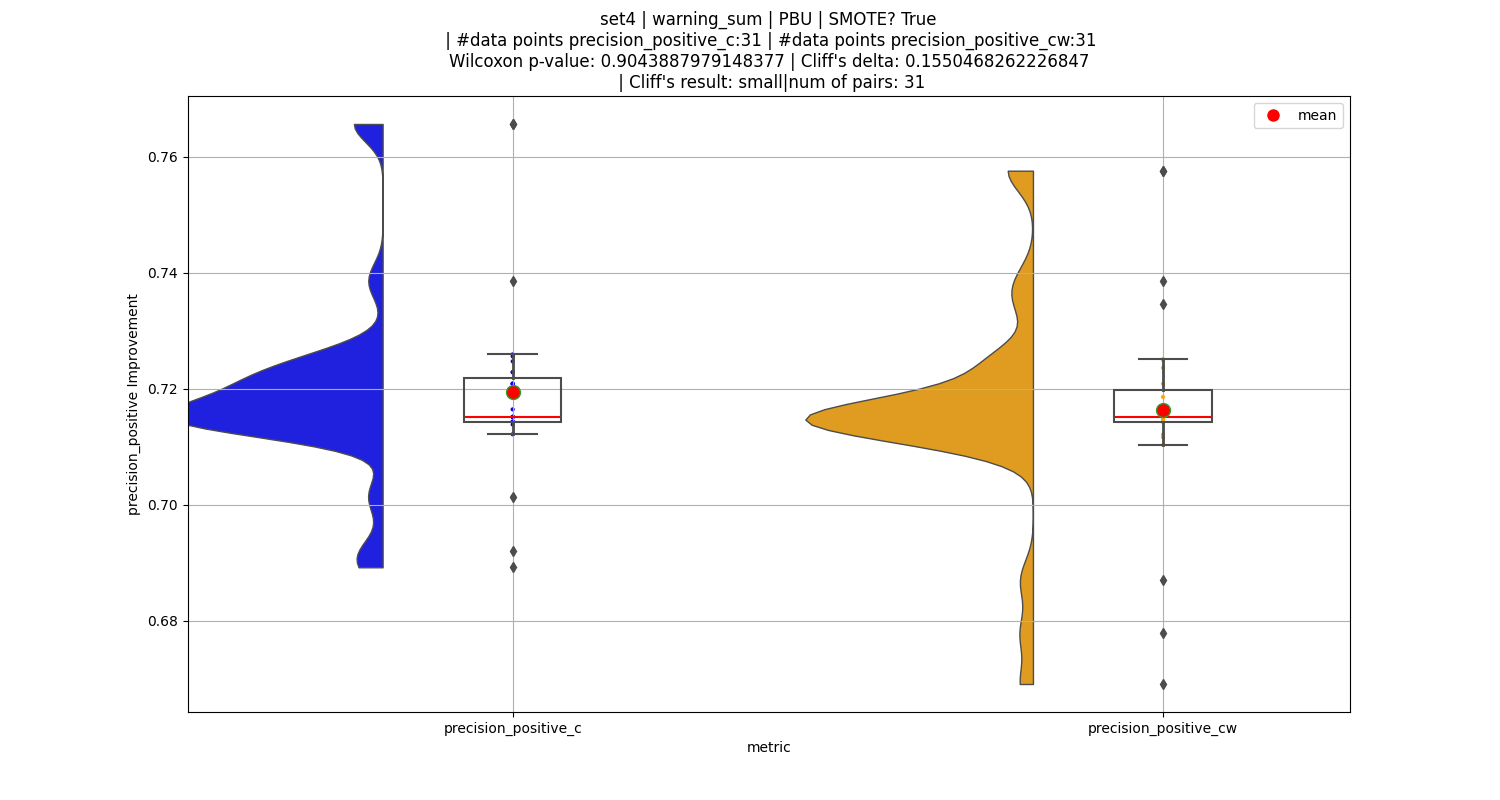 set4 | warning_sum | PBU | SMOTE? True
| #data points precision_positive_c:31 | #data points precision_positive_cw:31
Wilcoxon p-value: 0.9043887979148377 | Cliff's delta: 0.1550468262226847
| Cliff's result: small|num of pairs: 31
mean
0.76
0.74
0.72
0.70
0.68
precision_positive Improvement
precision_positive_c
precision_positive_cw
metric